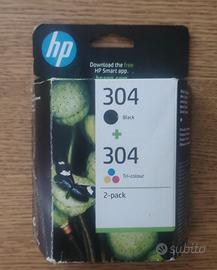 hp
Download the FREE
HP Smart app.
304
Black
+
304
Tri-colour
2-pack
subito